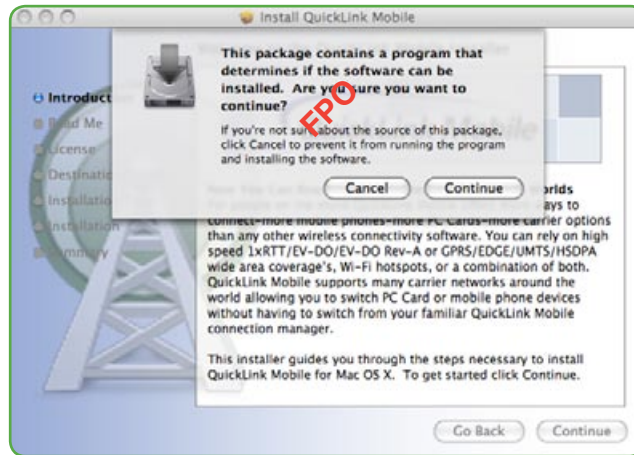 Install QuickLink Mobile
This package contains a program that
determines if the software can be
installed. Are you sure you want to
continue?
FPO
If you're not sure about the source of this package,
click Cancel to prevent it from running the program
and installing the software.
Cancel
Continue
Introduct
Read Me
License
Destinatio
Installatio
Installation
Summary
QuickLink Mobile
orlds
ays to
connect-more mobile phones-more PC Cards-more carrier options
than any other wireless connectivity software. You can rely on high
speed 1xRTT/EV-DO/EV-DO Rev-A or GPRS/EDGE/UMTS/HSDPA
wide area coverage's, Wi-Fi hotspots, or a combination of both.
QuickLink Mobile supports many carrier networks around the
world allowing you to switch PC Card or mobile phone devices
without having to switch from your familiar QuickLink Mobile
connection manager.
This installer guides you through the steps necessary to install
QuickLink Mobile for Mac OS X. To get started click Continue.
Go Back
Continue